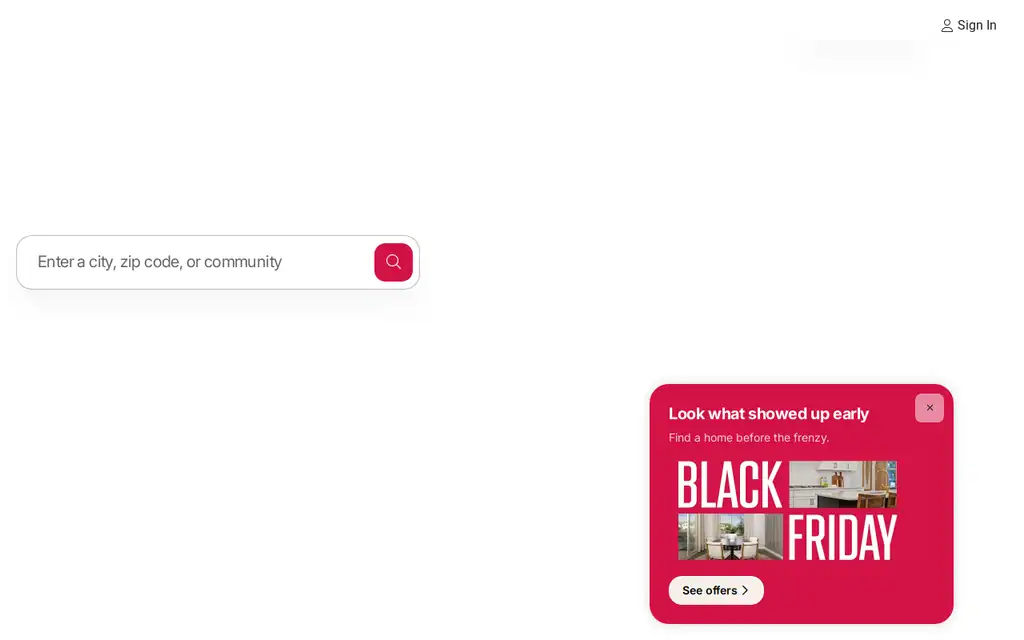 Sign In
Enter a city, zip code, or community
Look what showed up early
Find a home before the frenzy.
BLACK
FRIDAY
See offers